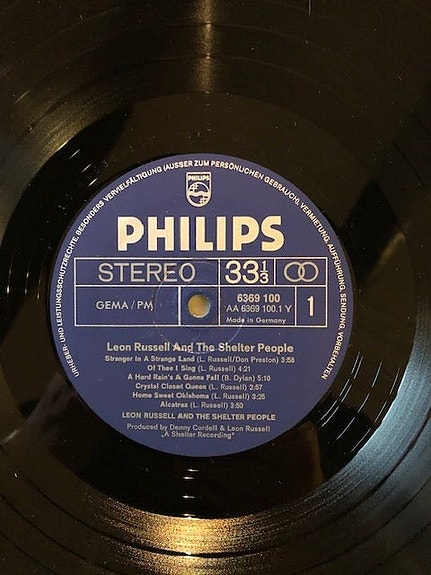 URHEBER- UND LEISTUNGSSCHUTZRECHTE, BESONDERS VERVIELFÄLTIGUNG (AUSSER ZUM PERSÖNLICHEN GEBRAUCH), VERMIETUNG, AUFFÜHRUNG, SENDUNG, VORBEHALTEN
PHILIPS
PHILIPS
STEREO 33⅓
GEMA / PM
6369 100
AA 6369 100.1 Y
Made in Germany
1
Leon Russell And The Shelter People
Stranger In A Strange Land (L. Russell/Don Preston) 3:58
Of Thee I Sing (L. Russell) 4:21
A Hard Rain's A Gonna Fall (B. Dylan) 5:10
Crystal Closet Queen (L. Russell) 2:57
Home Sweet Oklahoma (L. Russell) 3:25
Alcatraz (L. Russell) 3:50
LEON RUSSELL AND THE SHELTER PEOPLE
Produced by Denny Cordell & Leon Russell
„A Shelter Recording"